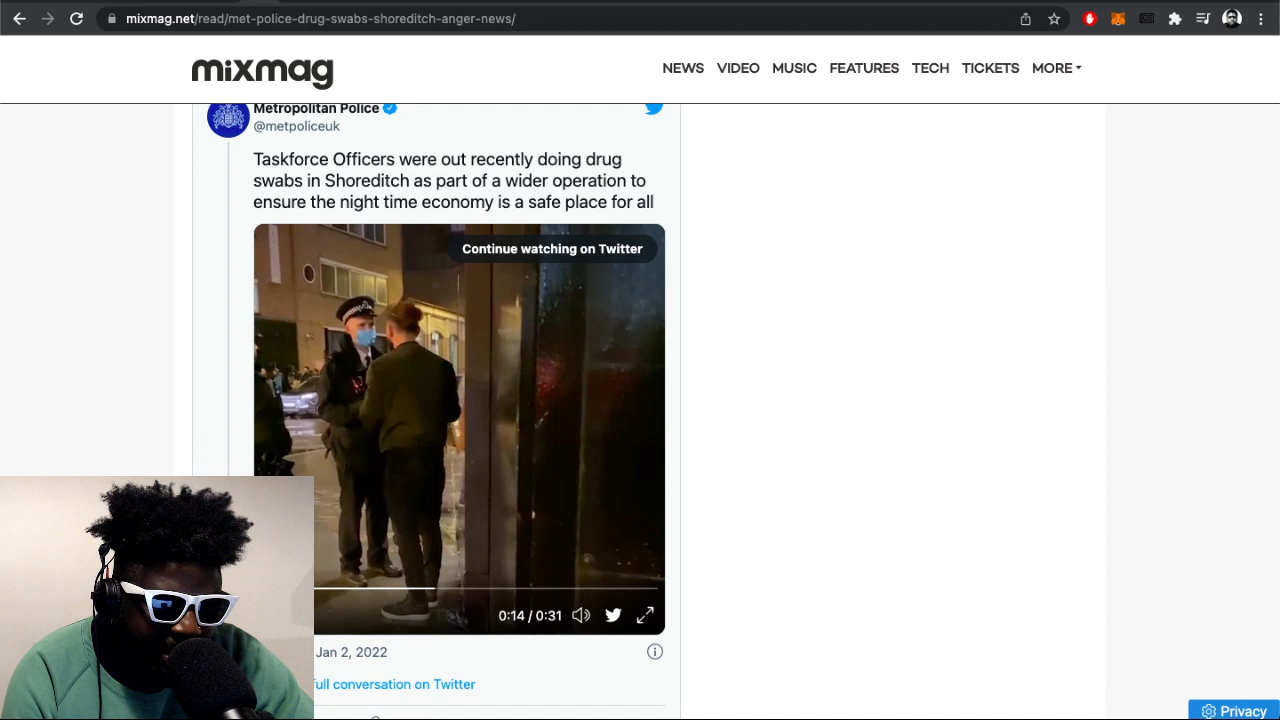 mixmag.net/read/met-police-drug-swabs-shoreditch-anger-news/
mixmag
NEWS VIDEO MUSIC FEATURES TECH TICKETS MORE
Metropolitan Police
@metpoliceuk
Taskforce Officers were out recently doing drug
swabs in Shoreditch as part of a wider operation to
ensure the night time economy is a safe place for all
Continue watching on Twitter
0:14 / 0:31
Jan 2, 2022
full conversation on Twitter
Privacy